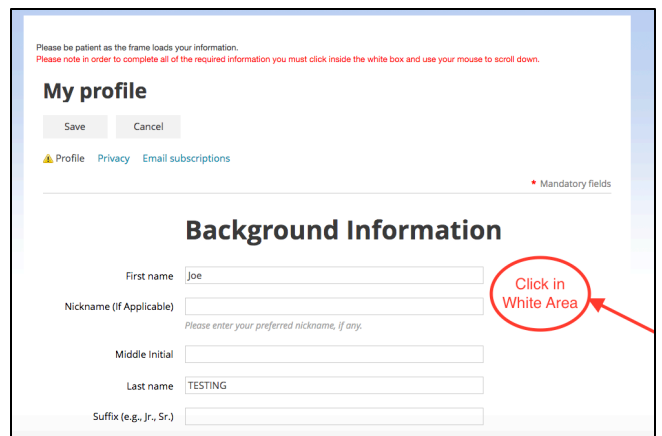 Please be patient as the frame loads your information.
Please note in order to complete all of the required information you must click inside the white box and use your mouse to scroll down.
My profile
Save Cancel
Profile Privacy Email subscriptions
* Mandatory fields
Background Information
First name Joe
Click in
White Area
Nickname (If Applicable)
Please enter your preferred nickname, if any.
Middle Initial
Last name TESTING
Suffix (e.g., Jr., Sr.)